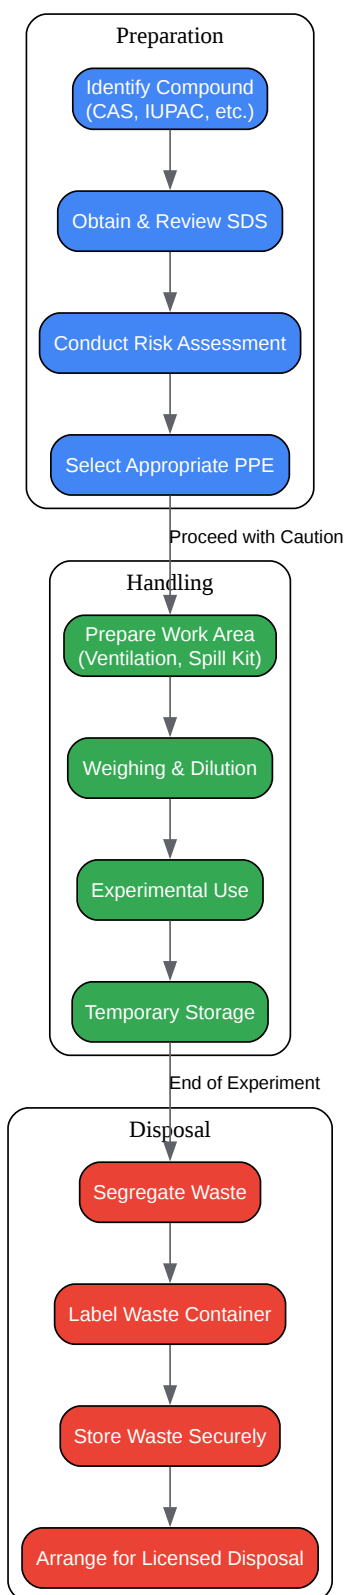 Preparation
Identify Compound
(CAS, IUPAC, etc.)
Obtain & Review SDS
Conduct Risk Assessment
Select Appropriate PPE
Proceed with Caution
Handling
Prepare Work Area
(Ventilation, Spill Kit)
Weighing & Dilution
Experimental Use
Temporary Storage
End of Experiment
Disposal
Segregate Waste
Label Waste Container
Store Waste Securely
Arrange for Licensed Disposal